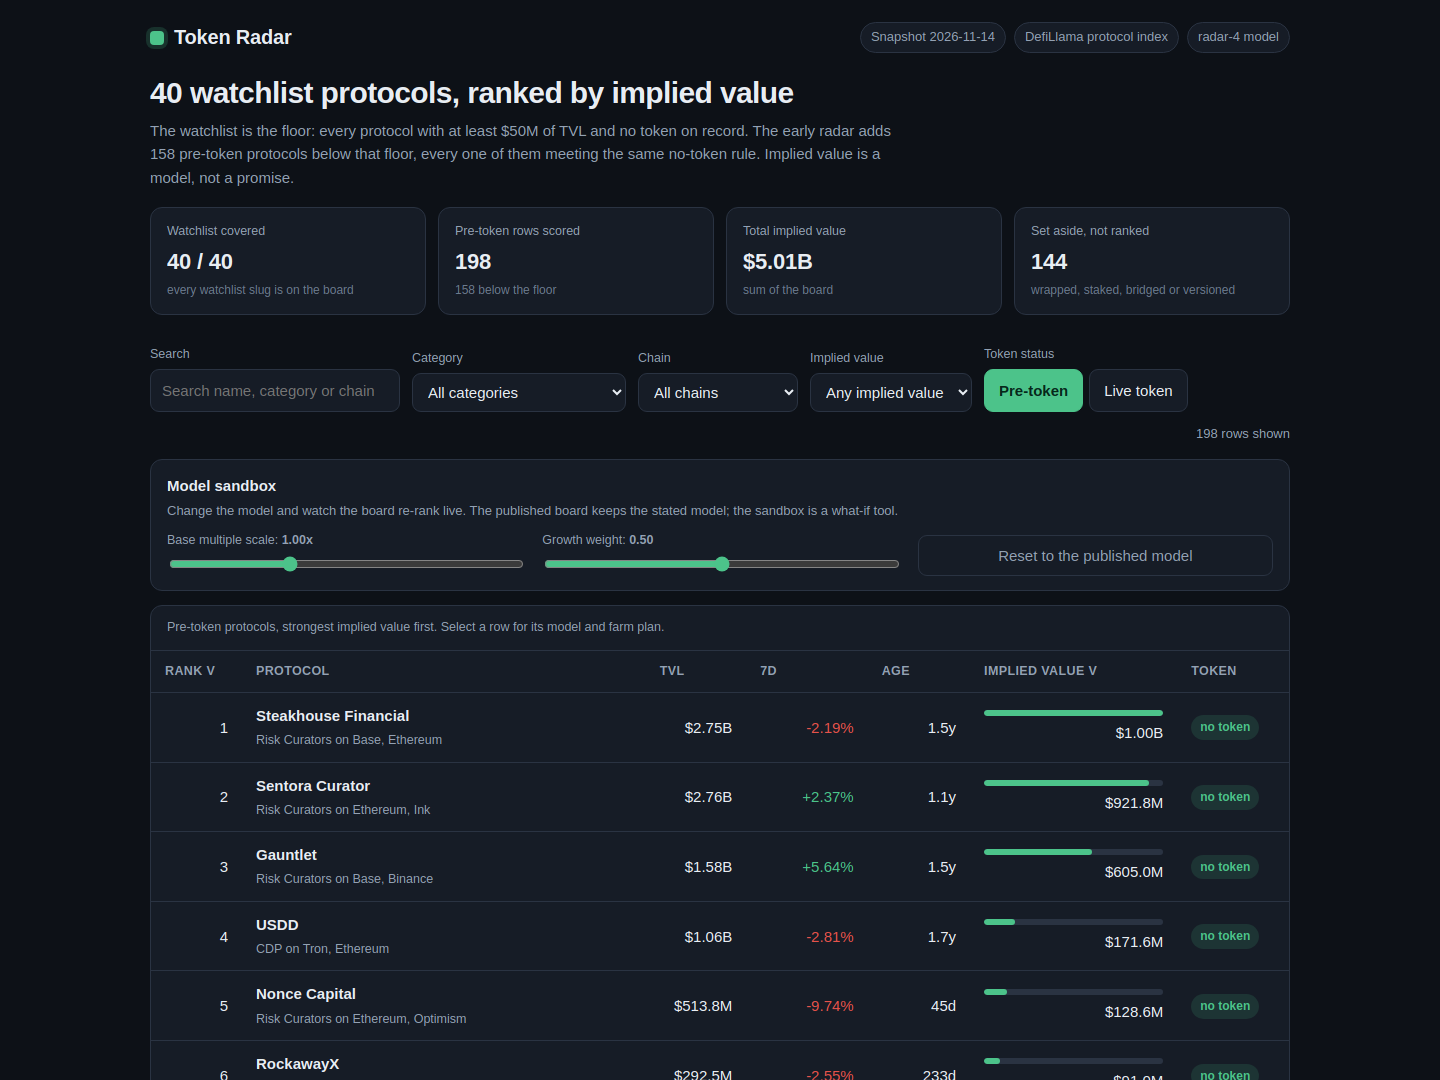 Token Radar
Snapshot 2026-11-14
DefiLlama protocol index
radar-4 model
40 watchlist protocols, ranked by implied value
The watchlist is the floor: every protocol with at least $50M of TVL and no token on record. The early radar adds
158 pre-token protocols below that floor, every one of them meeting the same no-token rule. Implied value is a
model, not a promise.
Watchlist covered
40 / 40
every watchlist slug is on the board
Pre-token rows scored
198
158 below the floor
Total implied value
$5.01B
sum of the board
Set aside, not ranked
144
wrapped, staked, bridged or versioned
Search
Search name, category or chain
Category
All categories
Chain
All chains
Implied value
Any implied value
Token status
Pre-token
Live token
198 rows shown
Model sandbox
Change the model and watch the board re-rank live. The published board keeps the stated model; the sandbox is a what-if tool.
Base multiple scale: 1.00x
Growth weight: 0.50
Reset to the published model
Pre-token protocols, strongest implied value first. Select a row for its model and farm plan.
RANK V PROTOCOL TVL 7D AGE IMPLIED VALUE V TOKEN
1 Steakhouse Financial $2.75B -2.19% 1.5y $1.00B no token
Risk Curators on Base, Ethereum
2 Sentora Curator $2.76B +2.37% 1.1y $921.8M no token
Risk Curators on Ethereum, Ink
3 Gauntlet $1.58B +5.64% 1.5y $605.0M no token
Risk Curators on Base, Binance
4 USDD $1.06B -2.81% 1.7y $171.6M no token
CDP on Tron, Ethereum
5 Nonce Capital $513.8M -9.74% 45d $128.6M no token
Risk Curators on Ethereum, Optimism
6 RockawayX $292.5M -2.55% 233d $91.0M no token